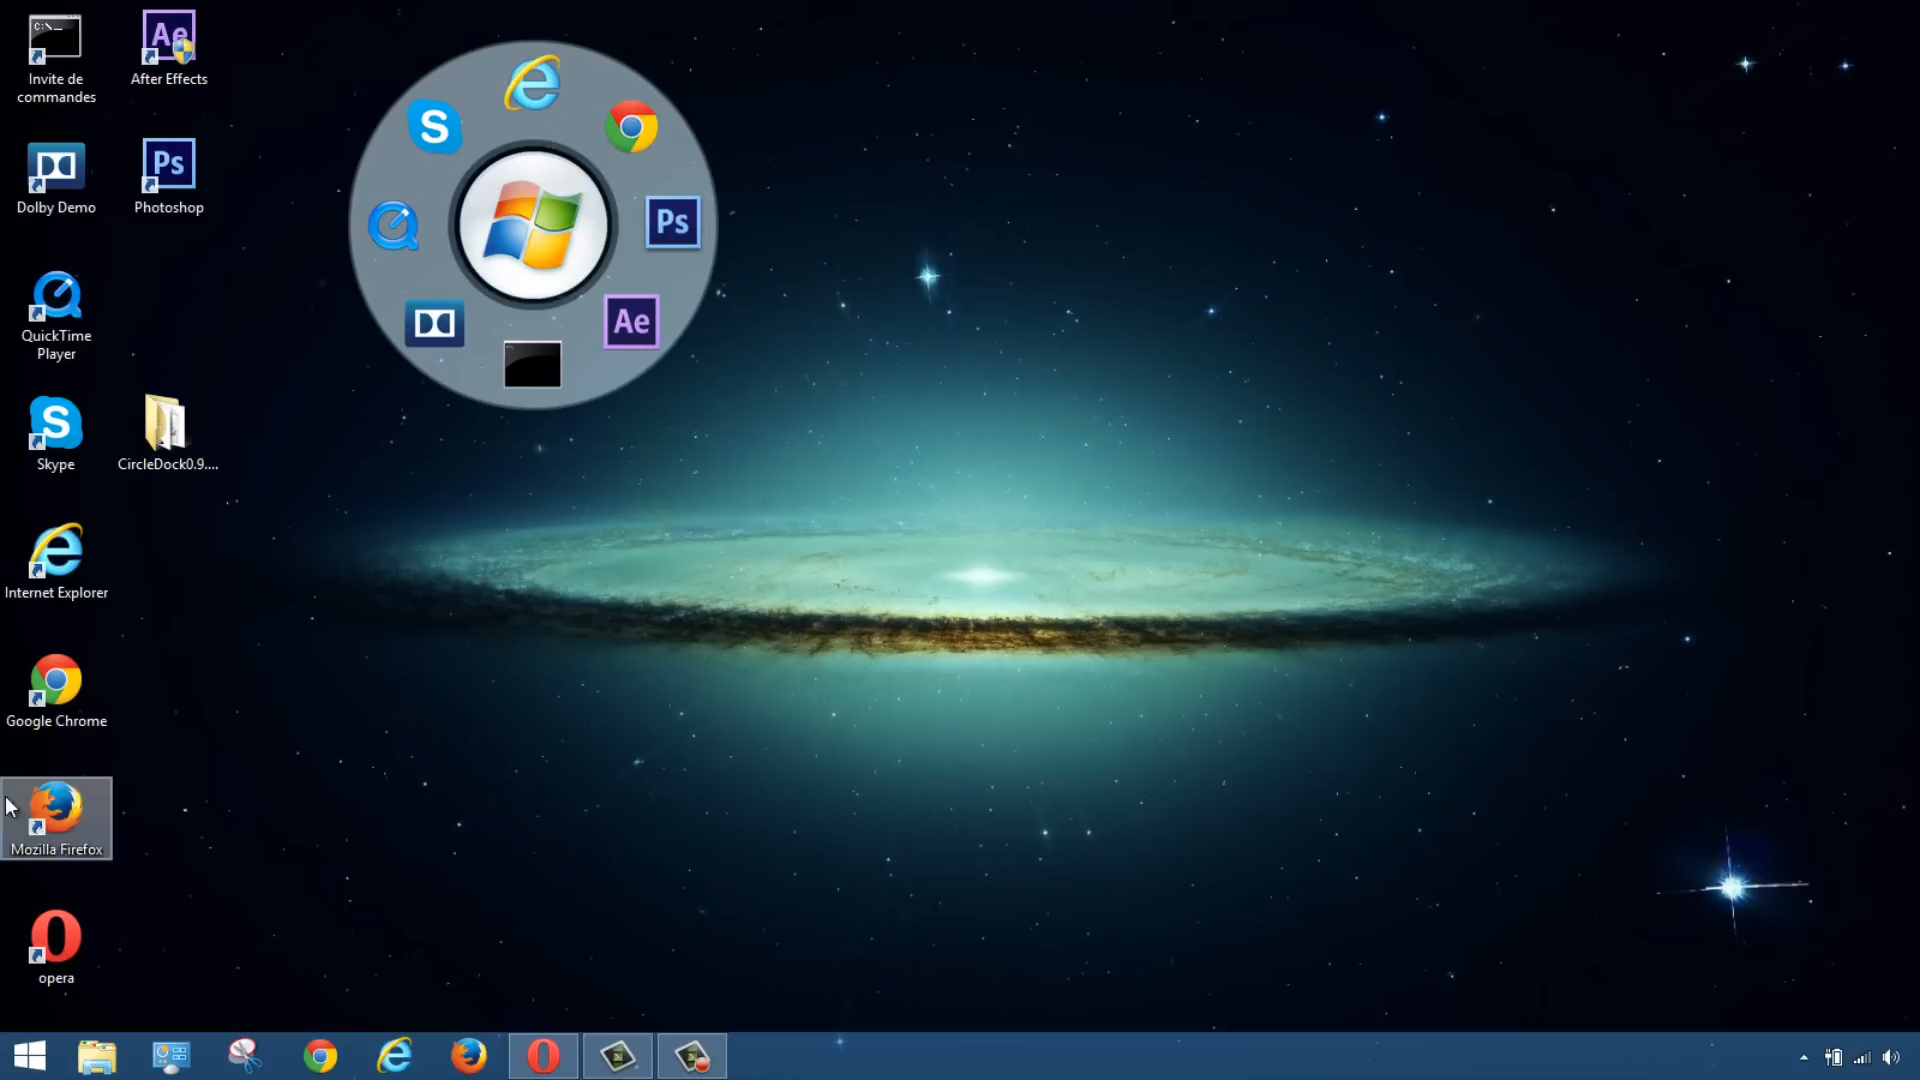 C:\_
Invite de
commandes
Ae
After Effects
Dolby Demo
Ps
Photoshop
QuickTime
Player
S
Skype
CircleDock0.9....
Internet Explorer
Google Chrome
Mozilla Firefox
opera
S
Ps
Ae